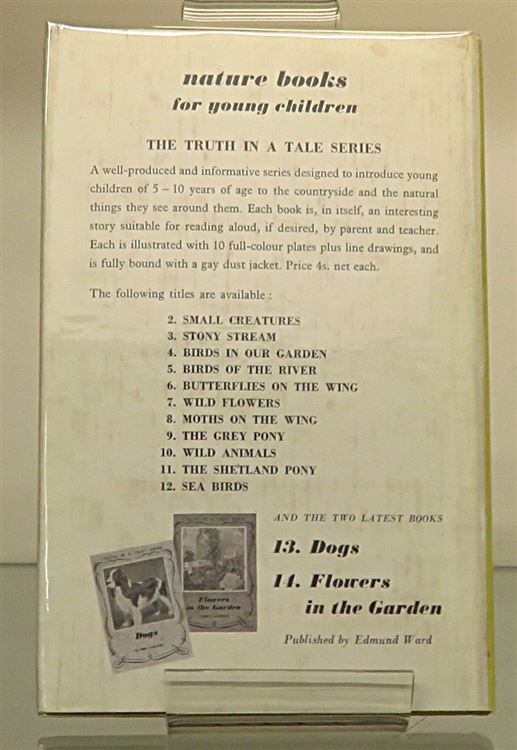 nature books
for young children
THE TRUTH IN A TALE SERIES
A well-produced and informative series designed to introduce young
children of 5 – 10 years of age to the countryside and the natural
things they see around them. Each book is, in itself, an interesting
story suitable for reading aloud, if desired, by parent and teacher.
Each is illustrated with 10 full-colour plates plus line drawings, and
is fully bound with a gay dust jacket. Price 4s. net each.
The following titles are available :
2. SMALL CREATURES
3. STONY STREAM
4. BIRDS IN OUR GARDEN
5. BIRDS OF THE RIVER
6. BUTTERFLIES ON THE WING
7. WILD FLOWERS
8. MOTHS ON THE WING
9. THE GREY PONY
10. WILD ANIMALS
11. THE SHETLAND PONY
12. SEA BIRDS
AND THE TWO LATEST BOOKS
13. Dogs
14. Flowers
in the Garden
Published by Edmund Ward
Flowers
in the Garden
Dogs